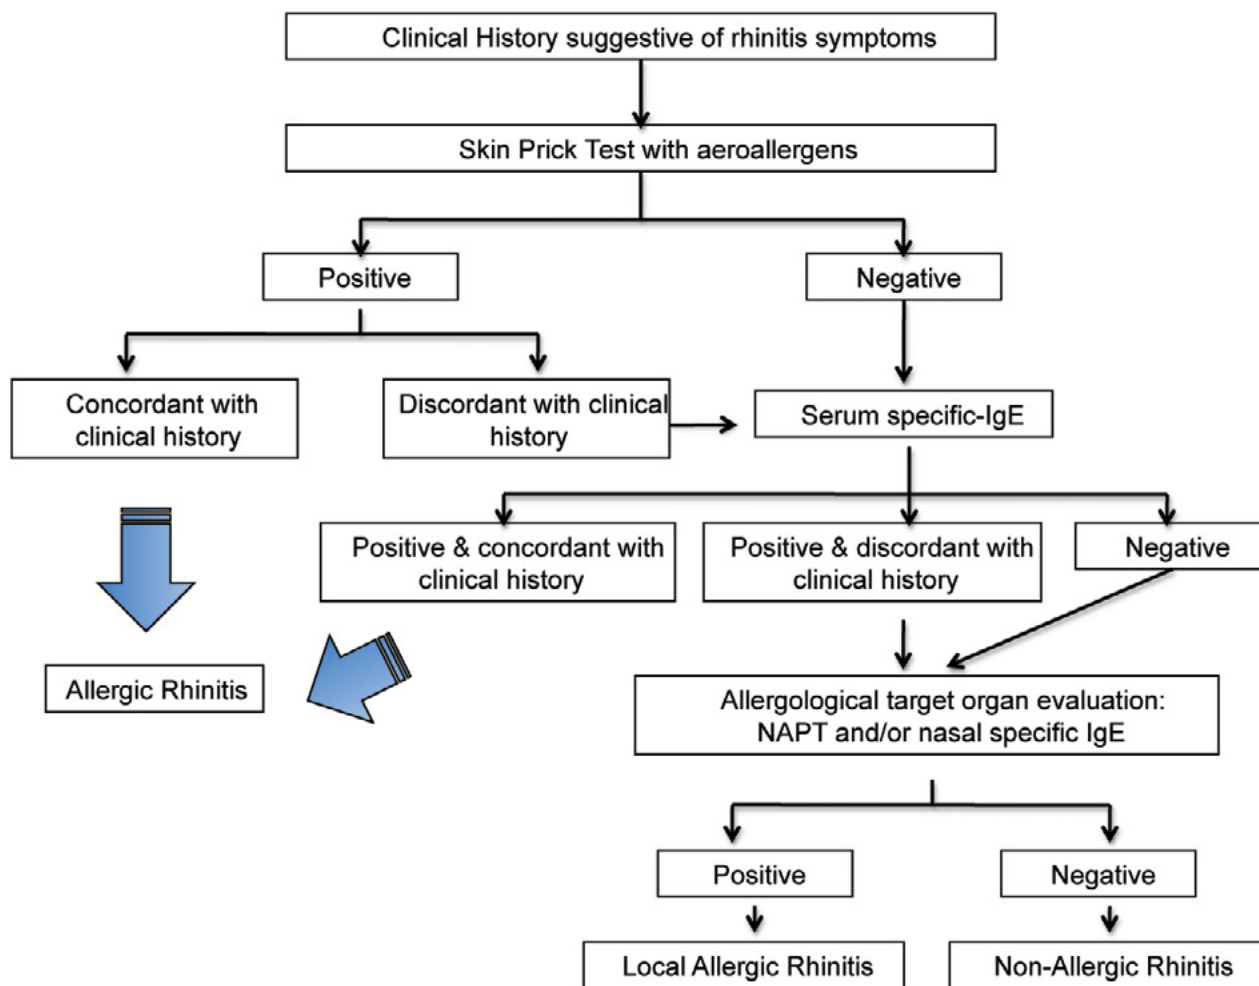 Clinical History suggestive of rhinitis symptoms
Skin Prick Test with aeroallergens
Positive
Negative
Concordant with
clinical history
Discordant with clinical
history
Serum specific-IgE
Positive & concordant with
clinical history
Positive & discordant with
clinical history
Negative
Allergic Rhinitis
Allergological target organ evaluation:
NAPT and/or nasal specific IgE
Positive
Negative
Local Allergic Rhinitis
Non-Allergic Rhinitis